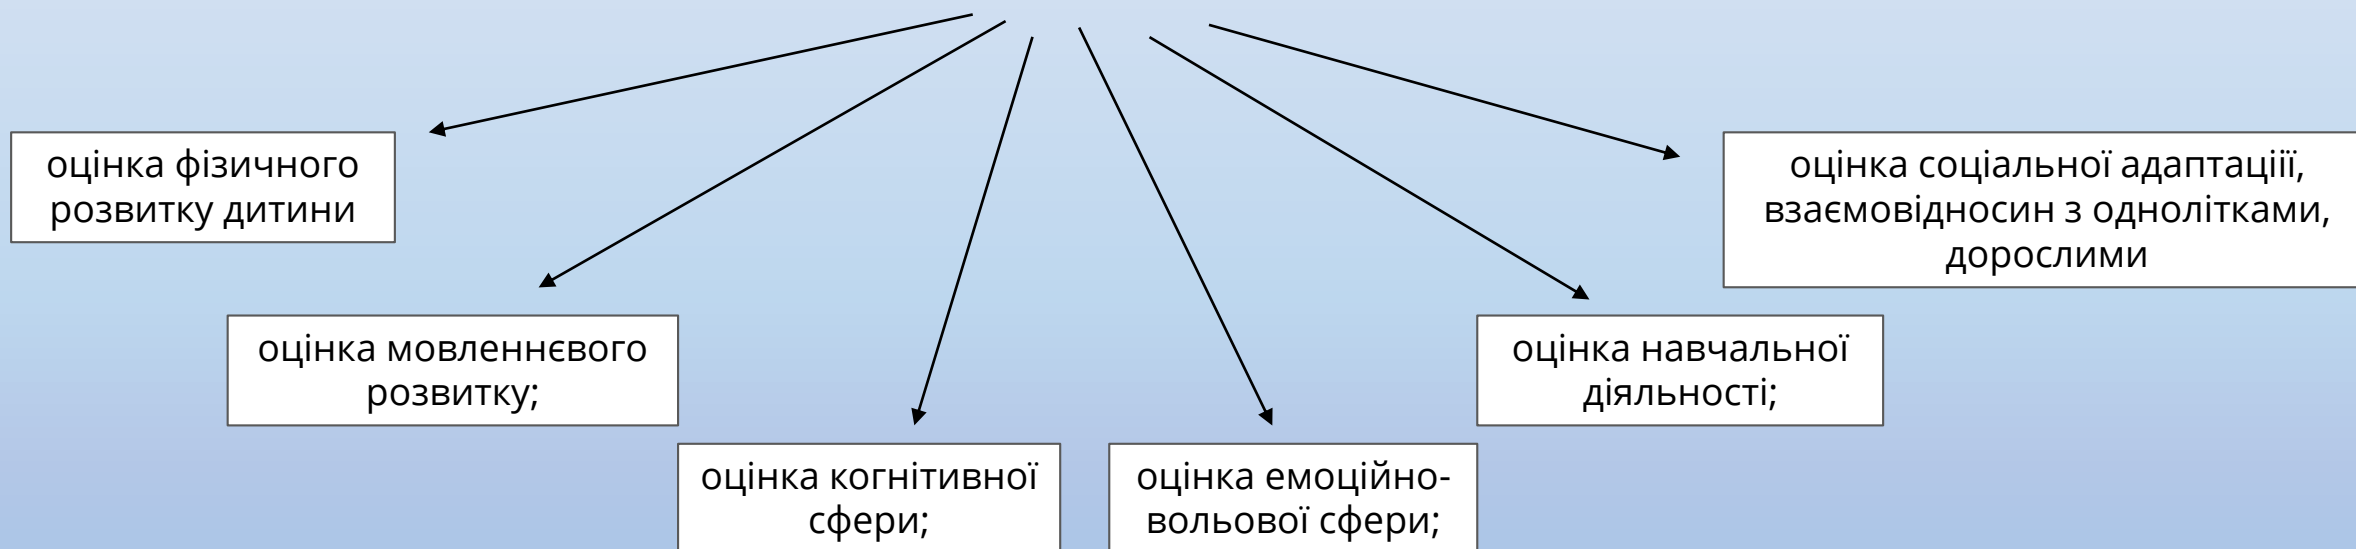 оцінка фізичного
розвитку дитини
оцінка соціальної адаптаціії,
взаємовідносин з однолітками,
дорослими
оцінка мовленнєвого
розвитку;
оцінка навчальної
діяльності;
оцінка когнітивної
сфери;
оцінка емоційно-
вольової сфери;